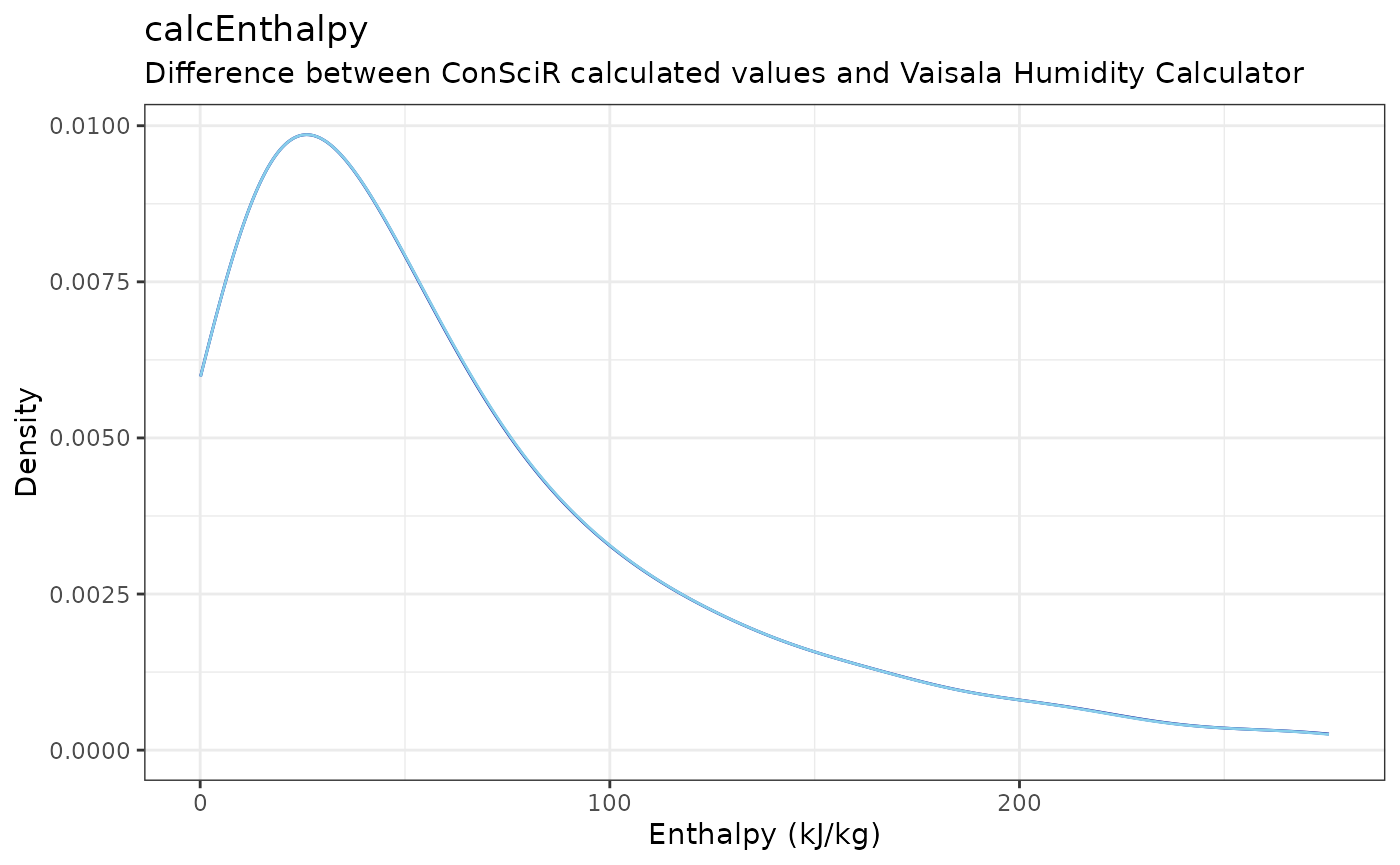 calcEnthalpy
Difference between ConSciR calculated values and Vaisala Humidity Calculator
0.0100
0.0075
0.0050
0.0025
0.0000
Density
0
100
200
Enthalpy (kJ/kg)